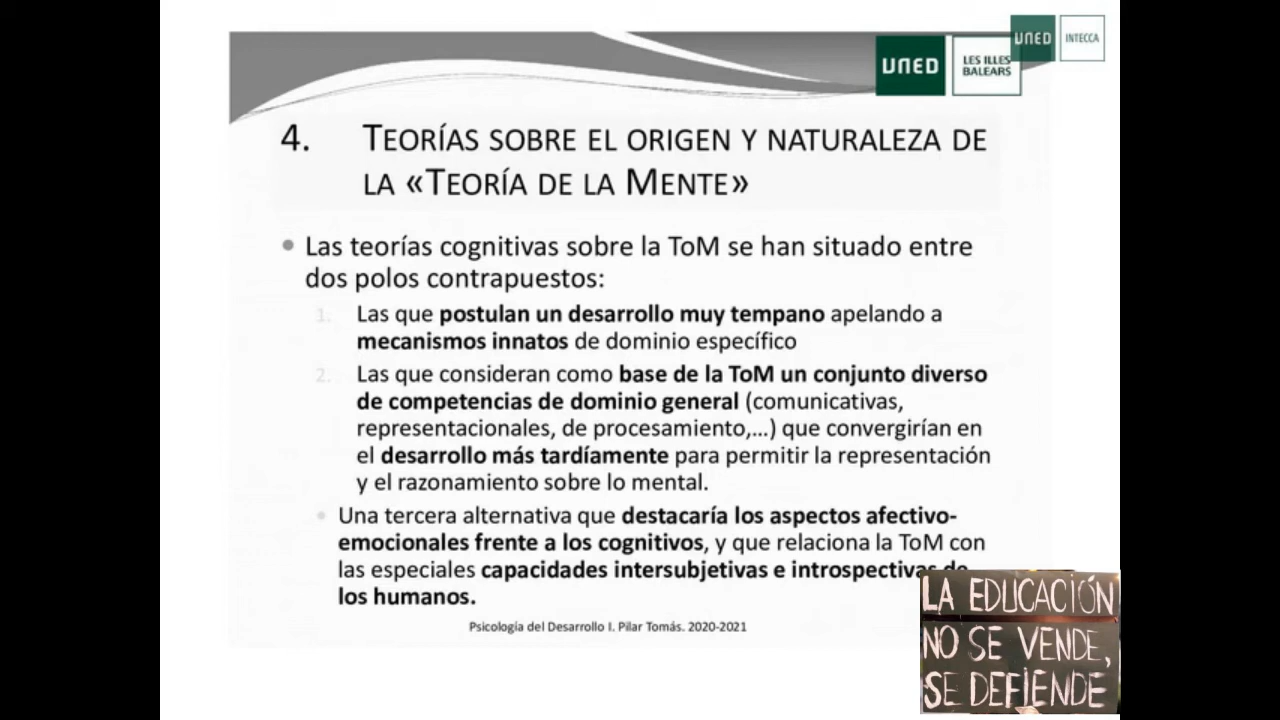 UNED
INTECCA
UNED
LES ILLES
BALEARS
4. TEORÍAS SOBRE EL ORIGEN Y NATURALEZA DE
LA «TEORÍA DE LA MENTE»
Las teorías cognitivas sobre la ToM se han situado entre
dos polos contrapuestos:
1. Las que postulan un desarrollo muy tempano apelando a
mecanismos innatos de dominio específico
2. Las que consideran como base de la ToM un conjunto diverso
de competencias de dominio general (comunicativas,
representacionales, de procesamiento,...) que convergirían en
el desarrollo más tardíamente para permitir la representación
y el razonamiento sobre lo mental.
Una tercera alternativa que destacaría los aspectos afectivo-
emocionales frente a los cognitivos, y que relaciona la ToM con
las especiales capacidades intersubjetivas e introspectivas de
los humanos.
Psicología del Desarrollo I. Pilar Tomás. 2020-2021
LA EDUCACIÓN
NO SE VENDE,
SE DEFIENDE